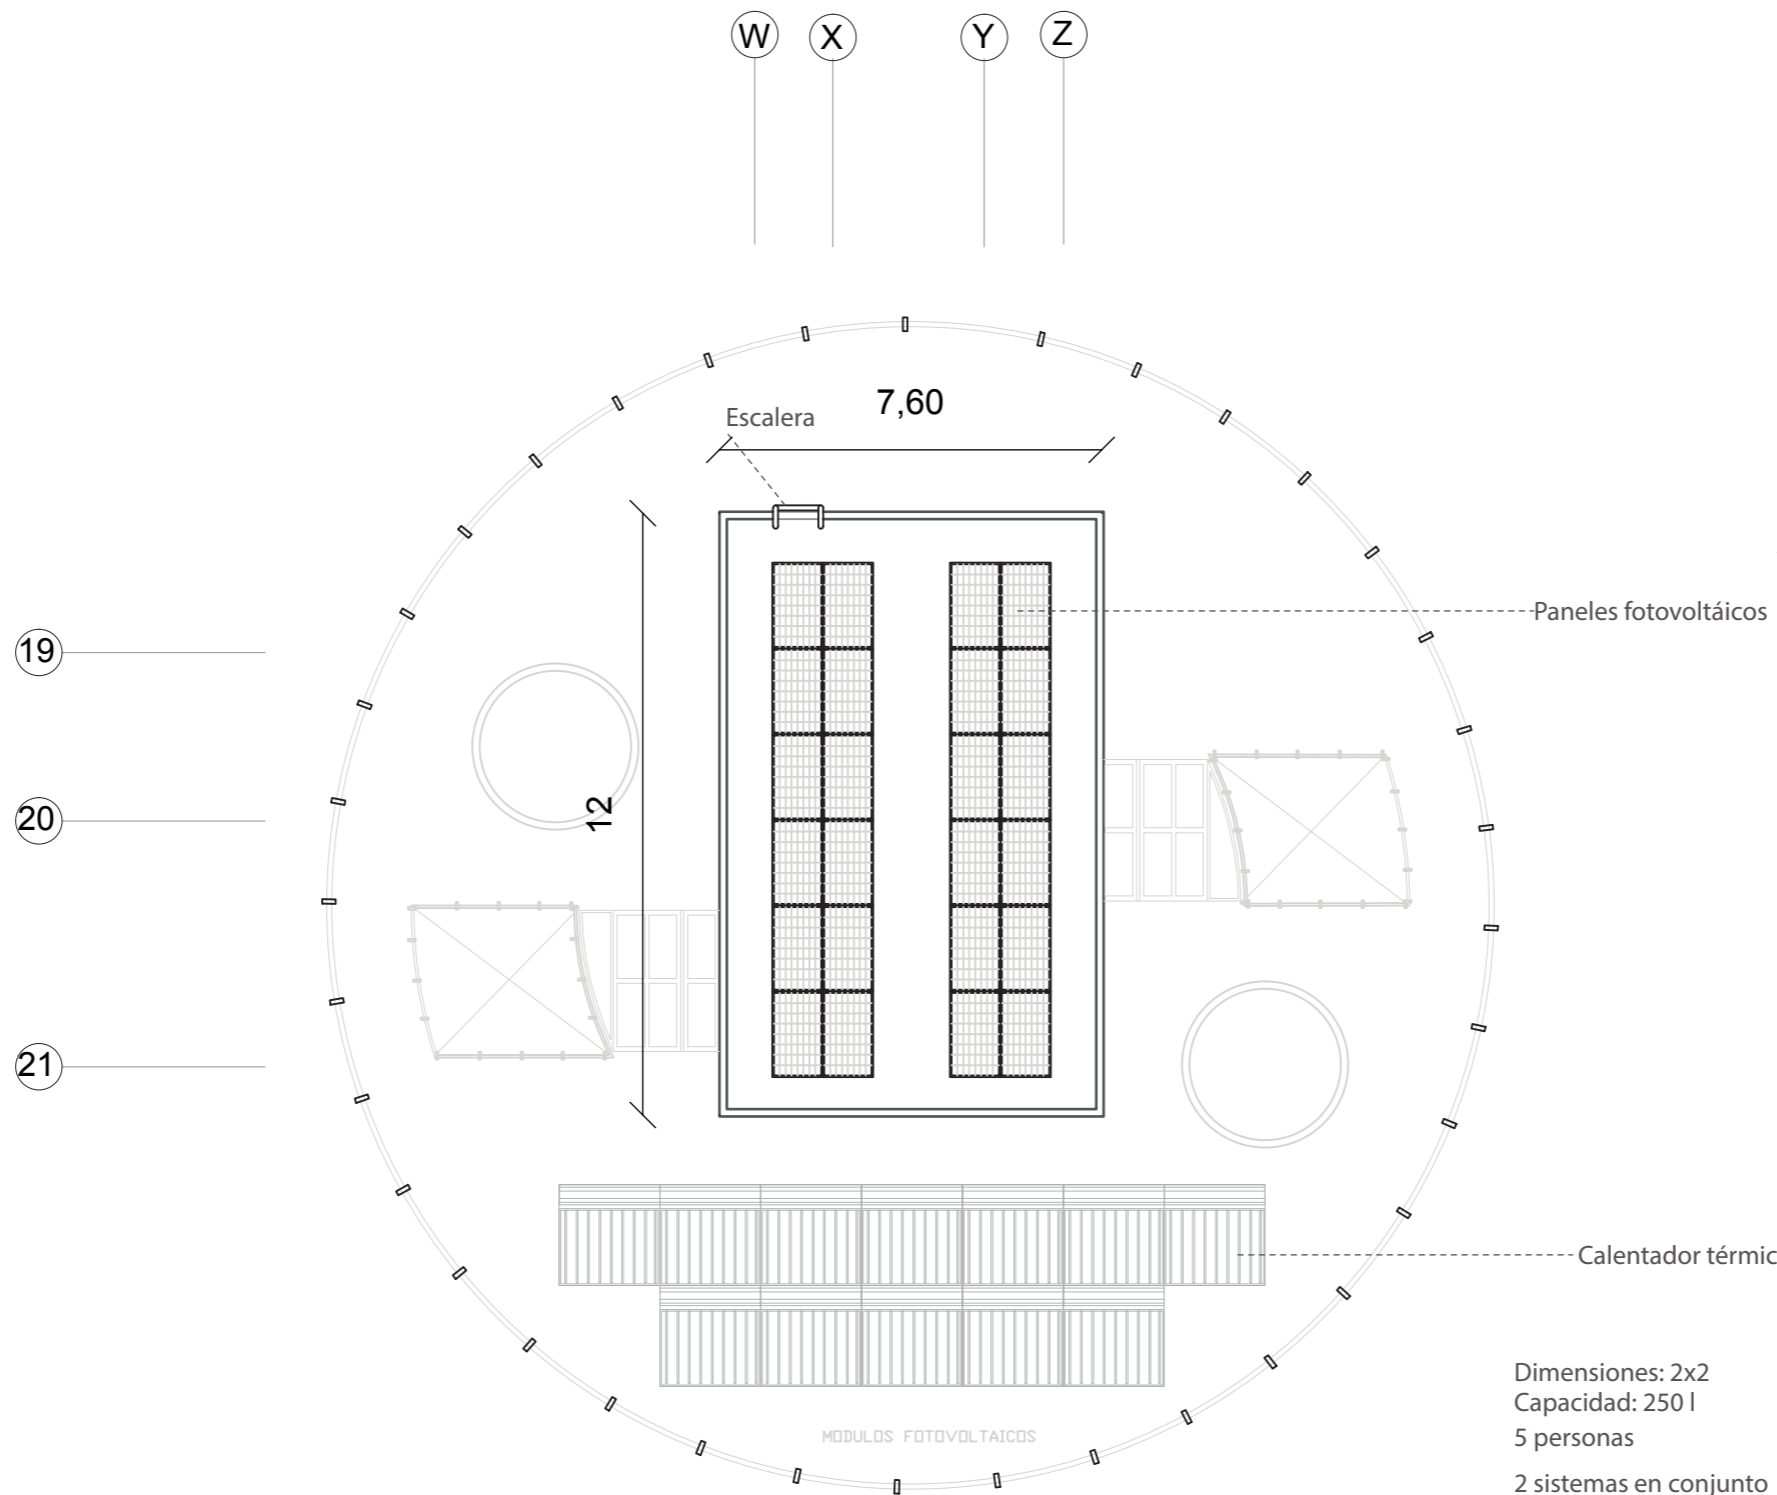 W X Y Z
7,60
Escalera
Paneles fotovoltáicos
19
20
12
21
Calentador térmic
Dimensiones: 2x2
Capacidad: 250 l
MODULOS FOTOVOLTAICOS
5 personas
2 sistemas en conjunto